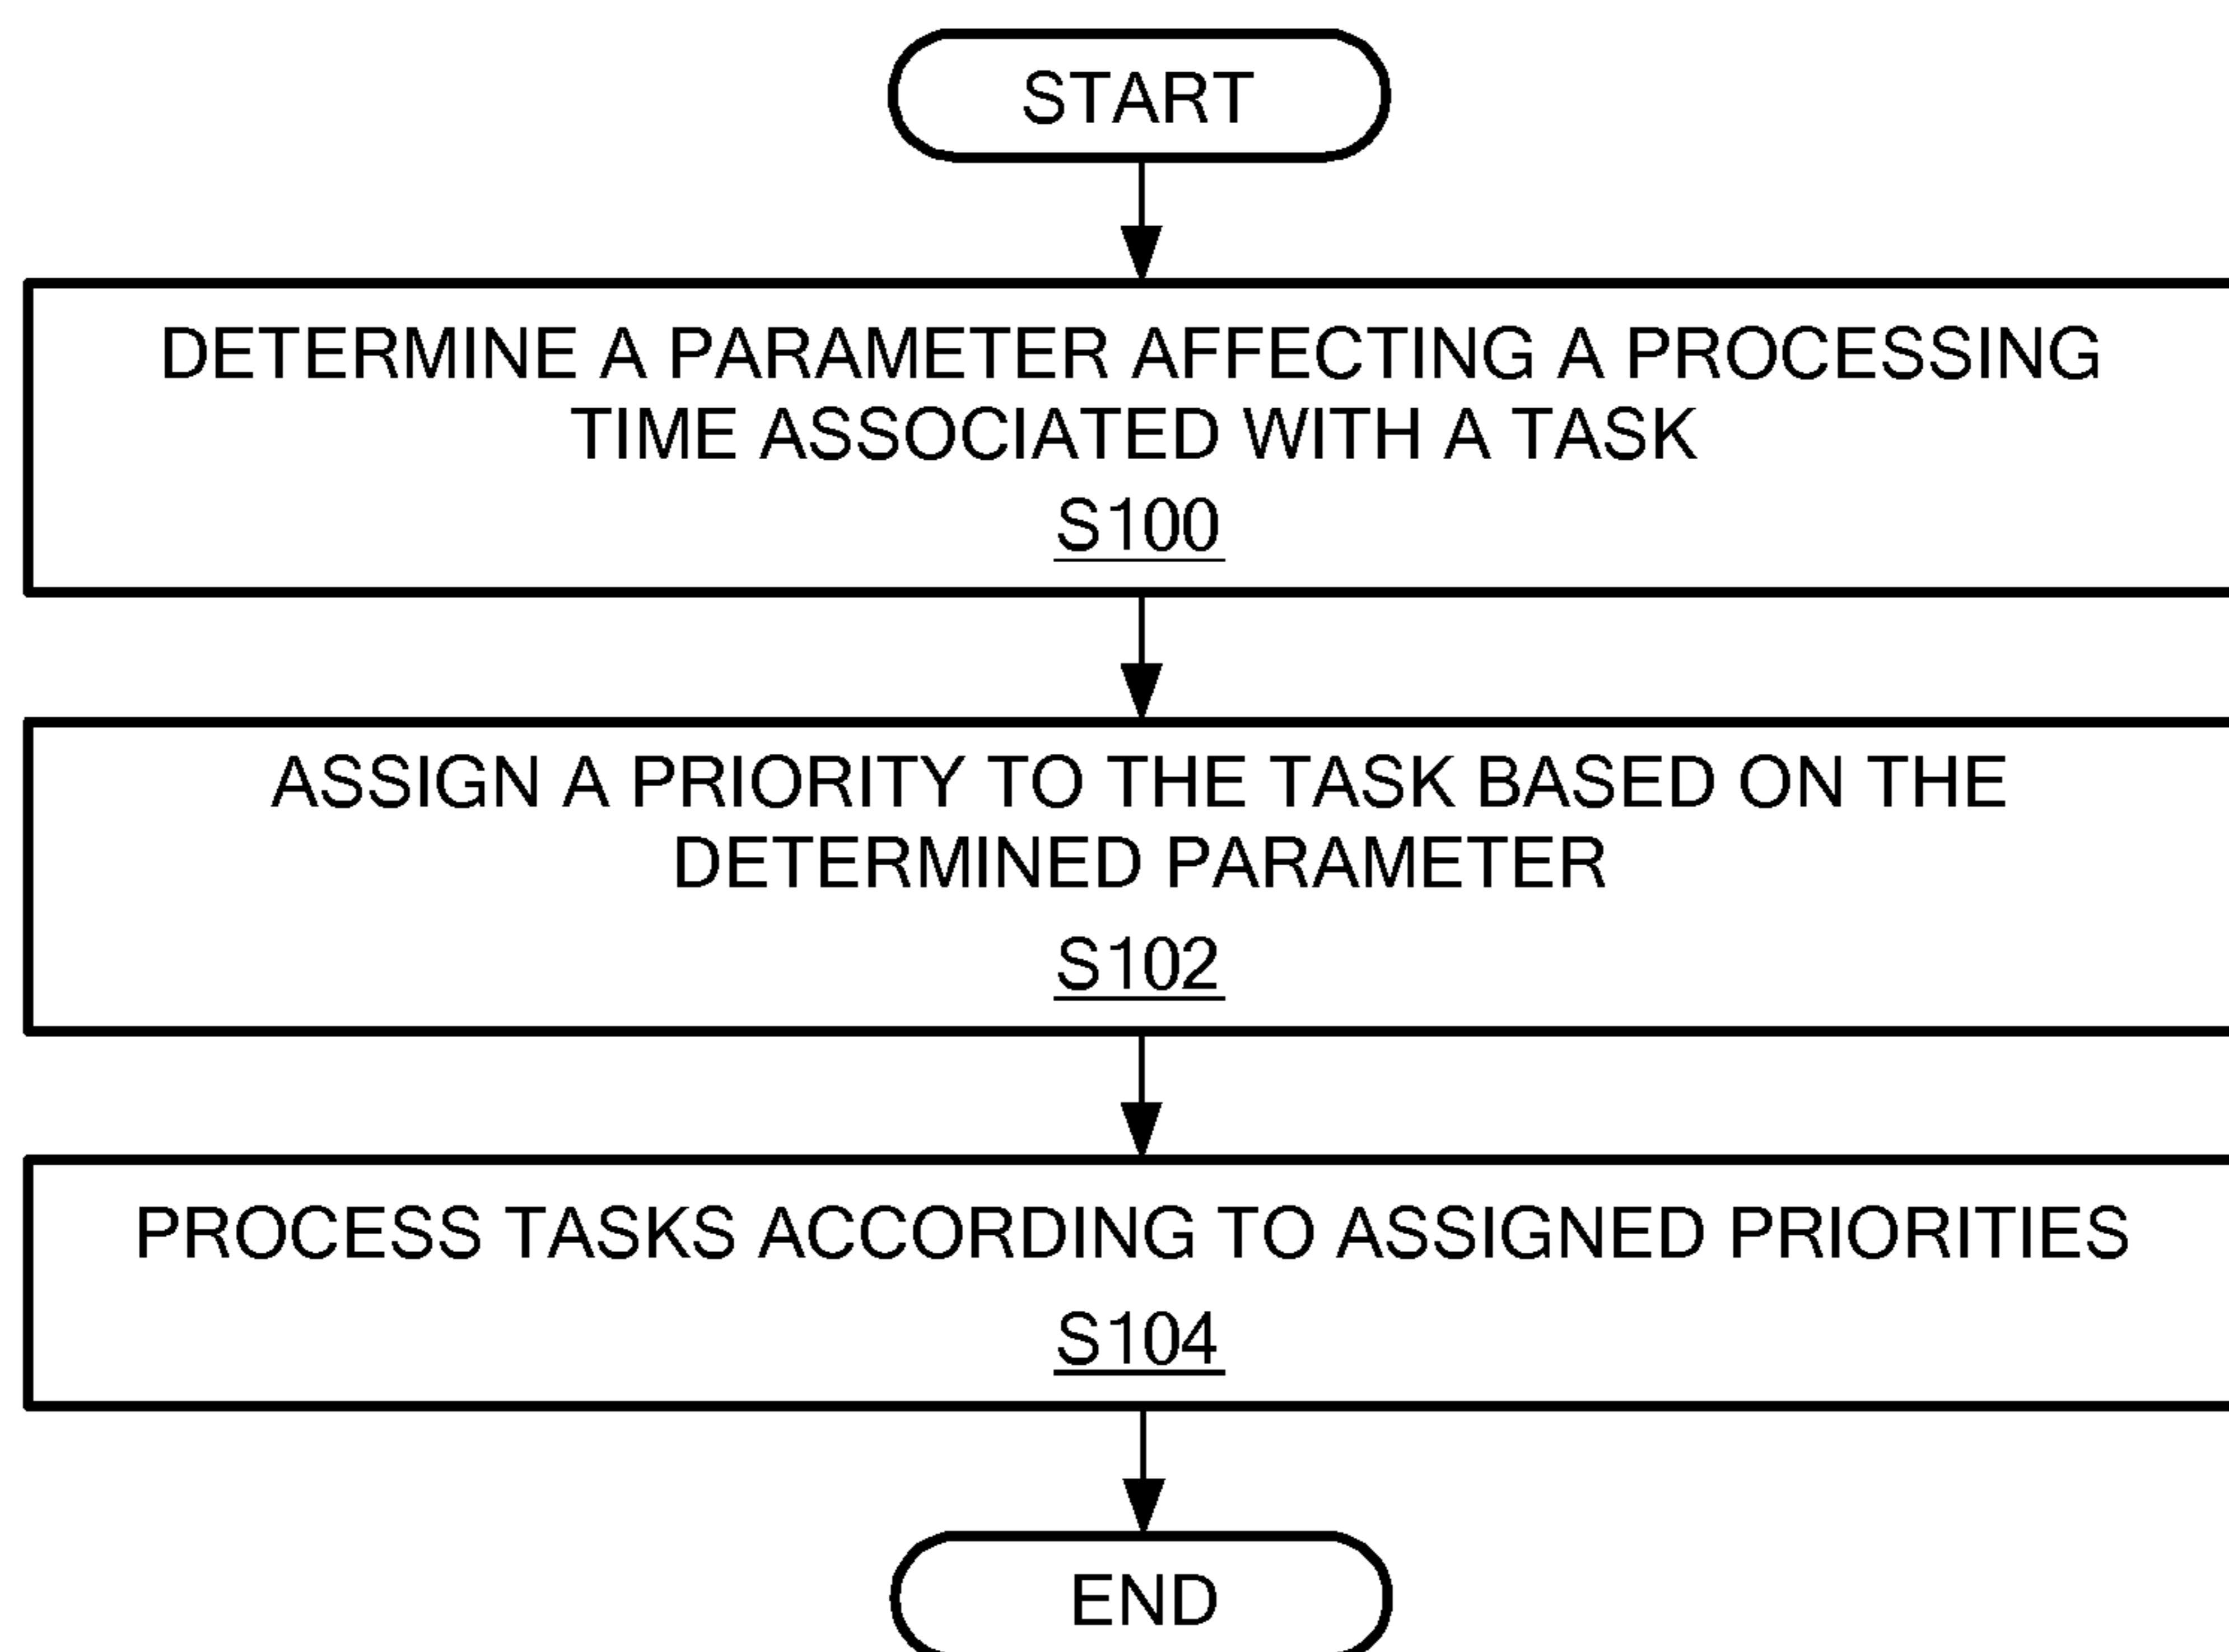 START
DETERMINE A PARAMETER AFFECTING A PROCESSING
TIME ASSOCIATED WITH A TASK
S100
ASSIGN A PRIORITY TO THE TASK BASED ON THE
DETERMINED PARAMETER
S102
PROCESS TASKS ACCORDING TO ASSIGNED PRIORITIES
S104
END